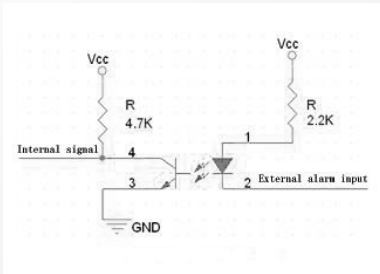 Vcc
Vcc
R
4.7K
R
2.2K
1
Internal signal
4
3
2
External alarm input
GND